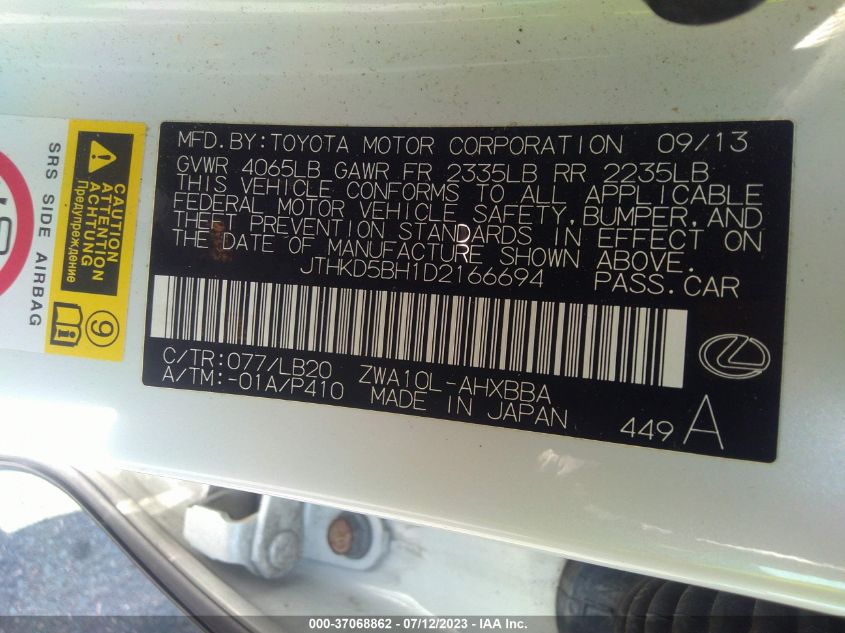 MFD.BY:TOYOTA MOTOR CORPORATION 09/13
GVWR 4065LB GAWR FR 2335LB RR 2235LB
THIS VEHICLE CONFORMS TO ALL APPLICABLE
FEDERAL MOTOR VEHICLE SAFETY, BUMPER, AND
THEFT PREVENTION STANDARDS IN EFFECT ON
THE DATE OF MANUFACTURE SHOWN ABOVE.
JTHKD5BH1D2166694 PASS.CAR
C/TR:077/LB20 ZWA10L-AHXBBA
A/TM:-01A/P410 MADE IN JAPAN
449 A
SRS SIDE AIRBAG
CAUTION
ATTENTION
ACHTUNG
Предупреждение
9
000-37068862 - 07/12/2023 - IAA Inc.